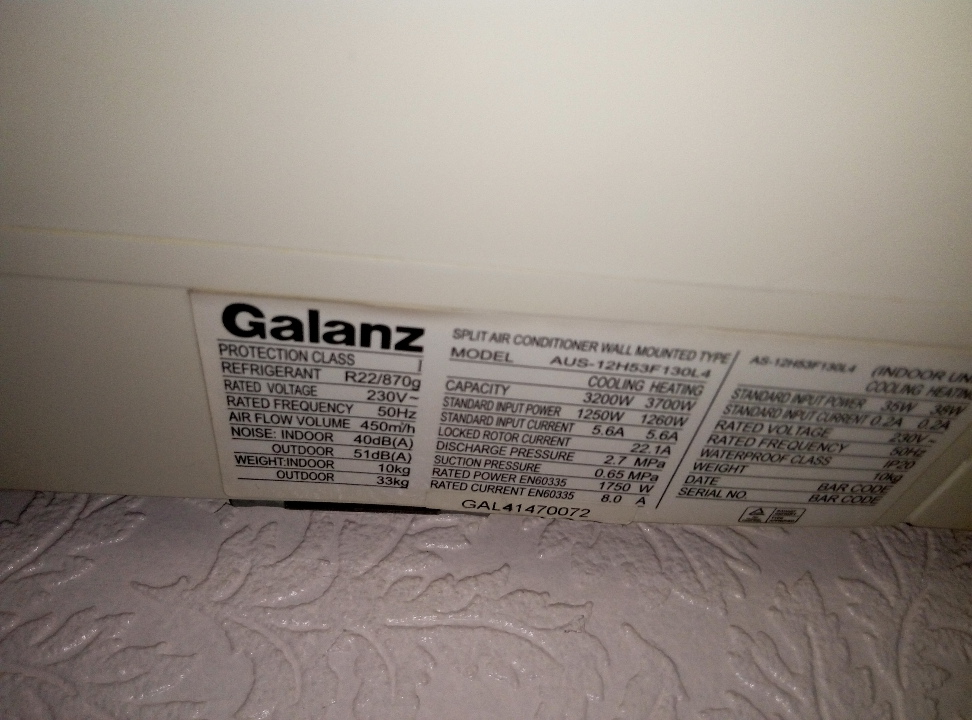 Galanz
PROTECTION CLASS I
REFRIGERANT R22/870g
RATED VOLTAGE 230V~
RATED FREQUENCY 50Hz
AIR FLOW VOLUME 450m³/h
NOISE: INDOOR 40dB(A)
OUTDOOR 51dB(A)
WEIGHT:INDOOR 10kg
OUTDOOR 33kg
SPLIT AIR CONDITIONER WALL MOUNTED TYPE
MODEL AUS-12H53F130L4
COOLING HEATING
CAPACITY 3200W 3700W
STANDARD INPUT POWER 1250W 1260W
STANDARD INPUT CURRENT 5.6A 5.6A
LOCKED ROTOR CURRENT 22.1A
DISCHARGE PRESSURE 2.7 MPa
SUCTION PRESSURE 0.65 MPa
RATED POWER EN60335 1750 W
RATED CURRENT EN60335 8.0 A
GAL41470072
AS-12H53F130L4 (INDOOR UN
COOLING HEATIN
STANDARD INPUT POWER 35W 38W
STANDARD INPUT CURRENT 0.2A 0.2A
RATED VOLTAGE 230V~
RATED FREQUENCY 50Hz
WATERPROOF CLASS IP20
WEIGHT 10kg
DATE BAR CODE
SERIAL NO. BAR CODE